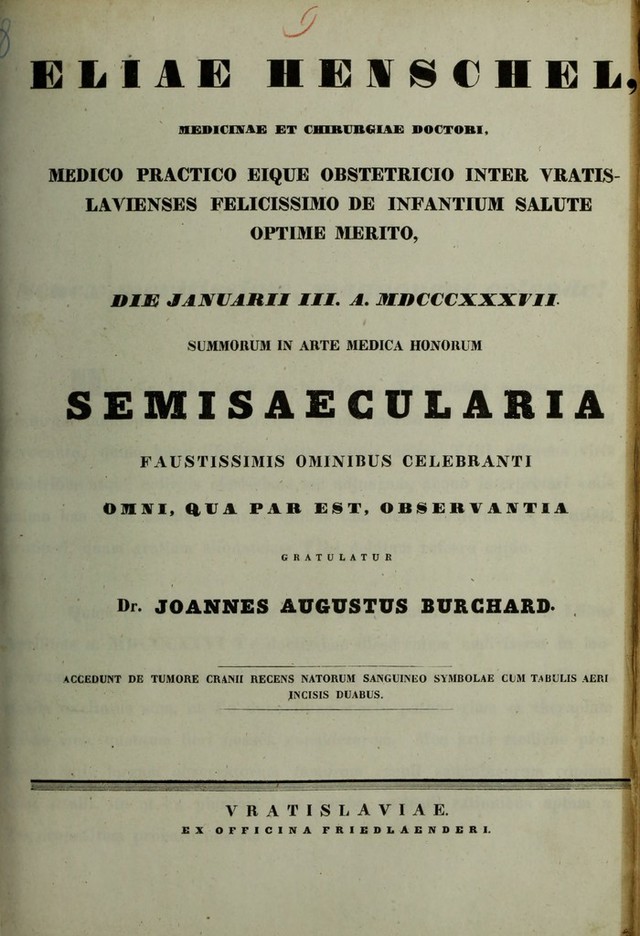 9
ELIAE HENSCHEL,
MEDICINAE ET CHIRURGIAE DOCTORI,
MEDICO PRACTICO EIQUE OBSTETRICIO INTER VRATIS-
LAVIENSES FELICISSIMO DE INFANTIUM SALUTE
OPTIME MERITO,
DIE JANUARII III. A. MDCCCXXXVII.
SUMMORUM IN ARTE MEDICA HONORUM
SEMISAECULARIA
FAUSTISSIMIS OMINIBUS CELEBRANTI
OMNI, QUA PAR EST, OBSERVANTIA
GRATULATUR
Dr. JOANNES AUGUSTUS BURCHARD.
ACCEDUNT DE TUMORE CRANII RECENS NATORUM SANGUINEO SYMBOLAE CUM TABULIS AERI
INCISIS DUABUS.
VRATISLAVIAE.
EX OFFICINA FRIEDLAENDERI.